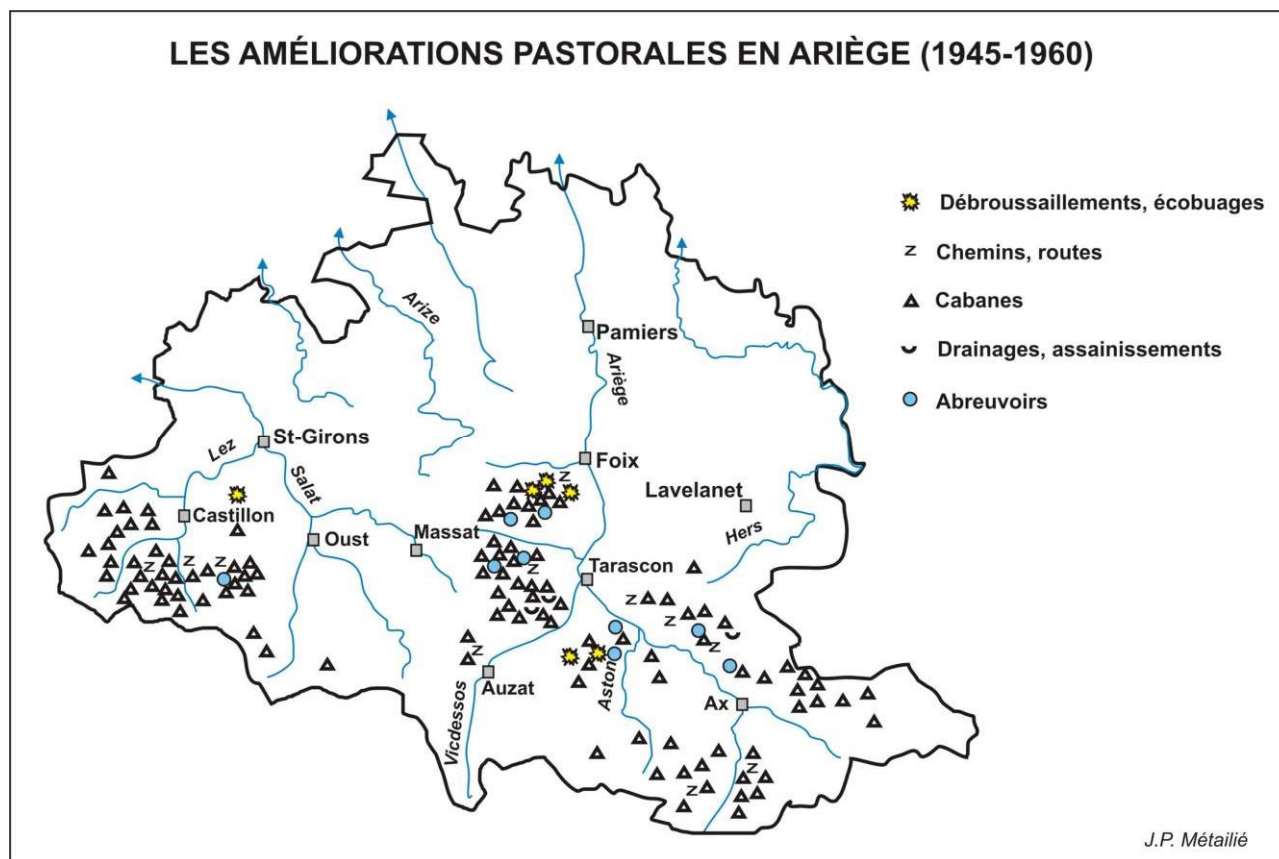 LES AMÉLIORATIONS PASTORALES EN ARIÈGE (1945-1960)
Débroussaillements, écobuages
Z Chemins, routes
Cabanes
Drainages, assainissements
Abreuvoirs
Arize
Pamiers
Ariège
St-Girons
Lez
Salat
Foix
Lavelanet
Hers
Castillon
Oust
Massat
Tarascon
Auzat
Vicdessos
Aston
Ax
J.P. Métailié